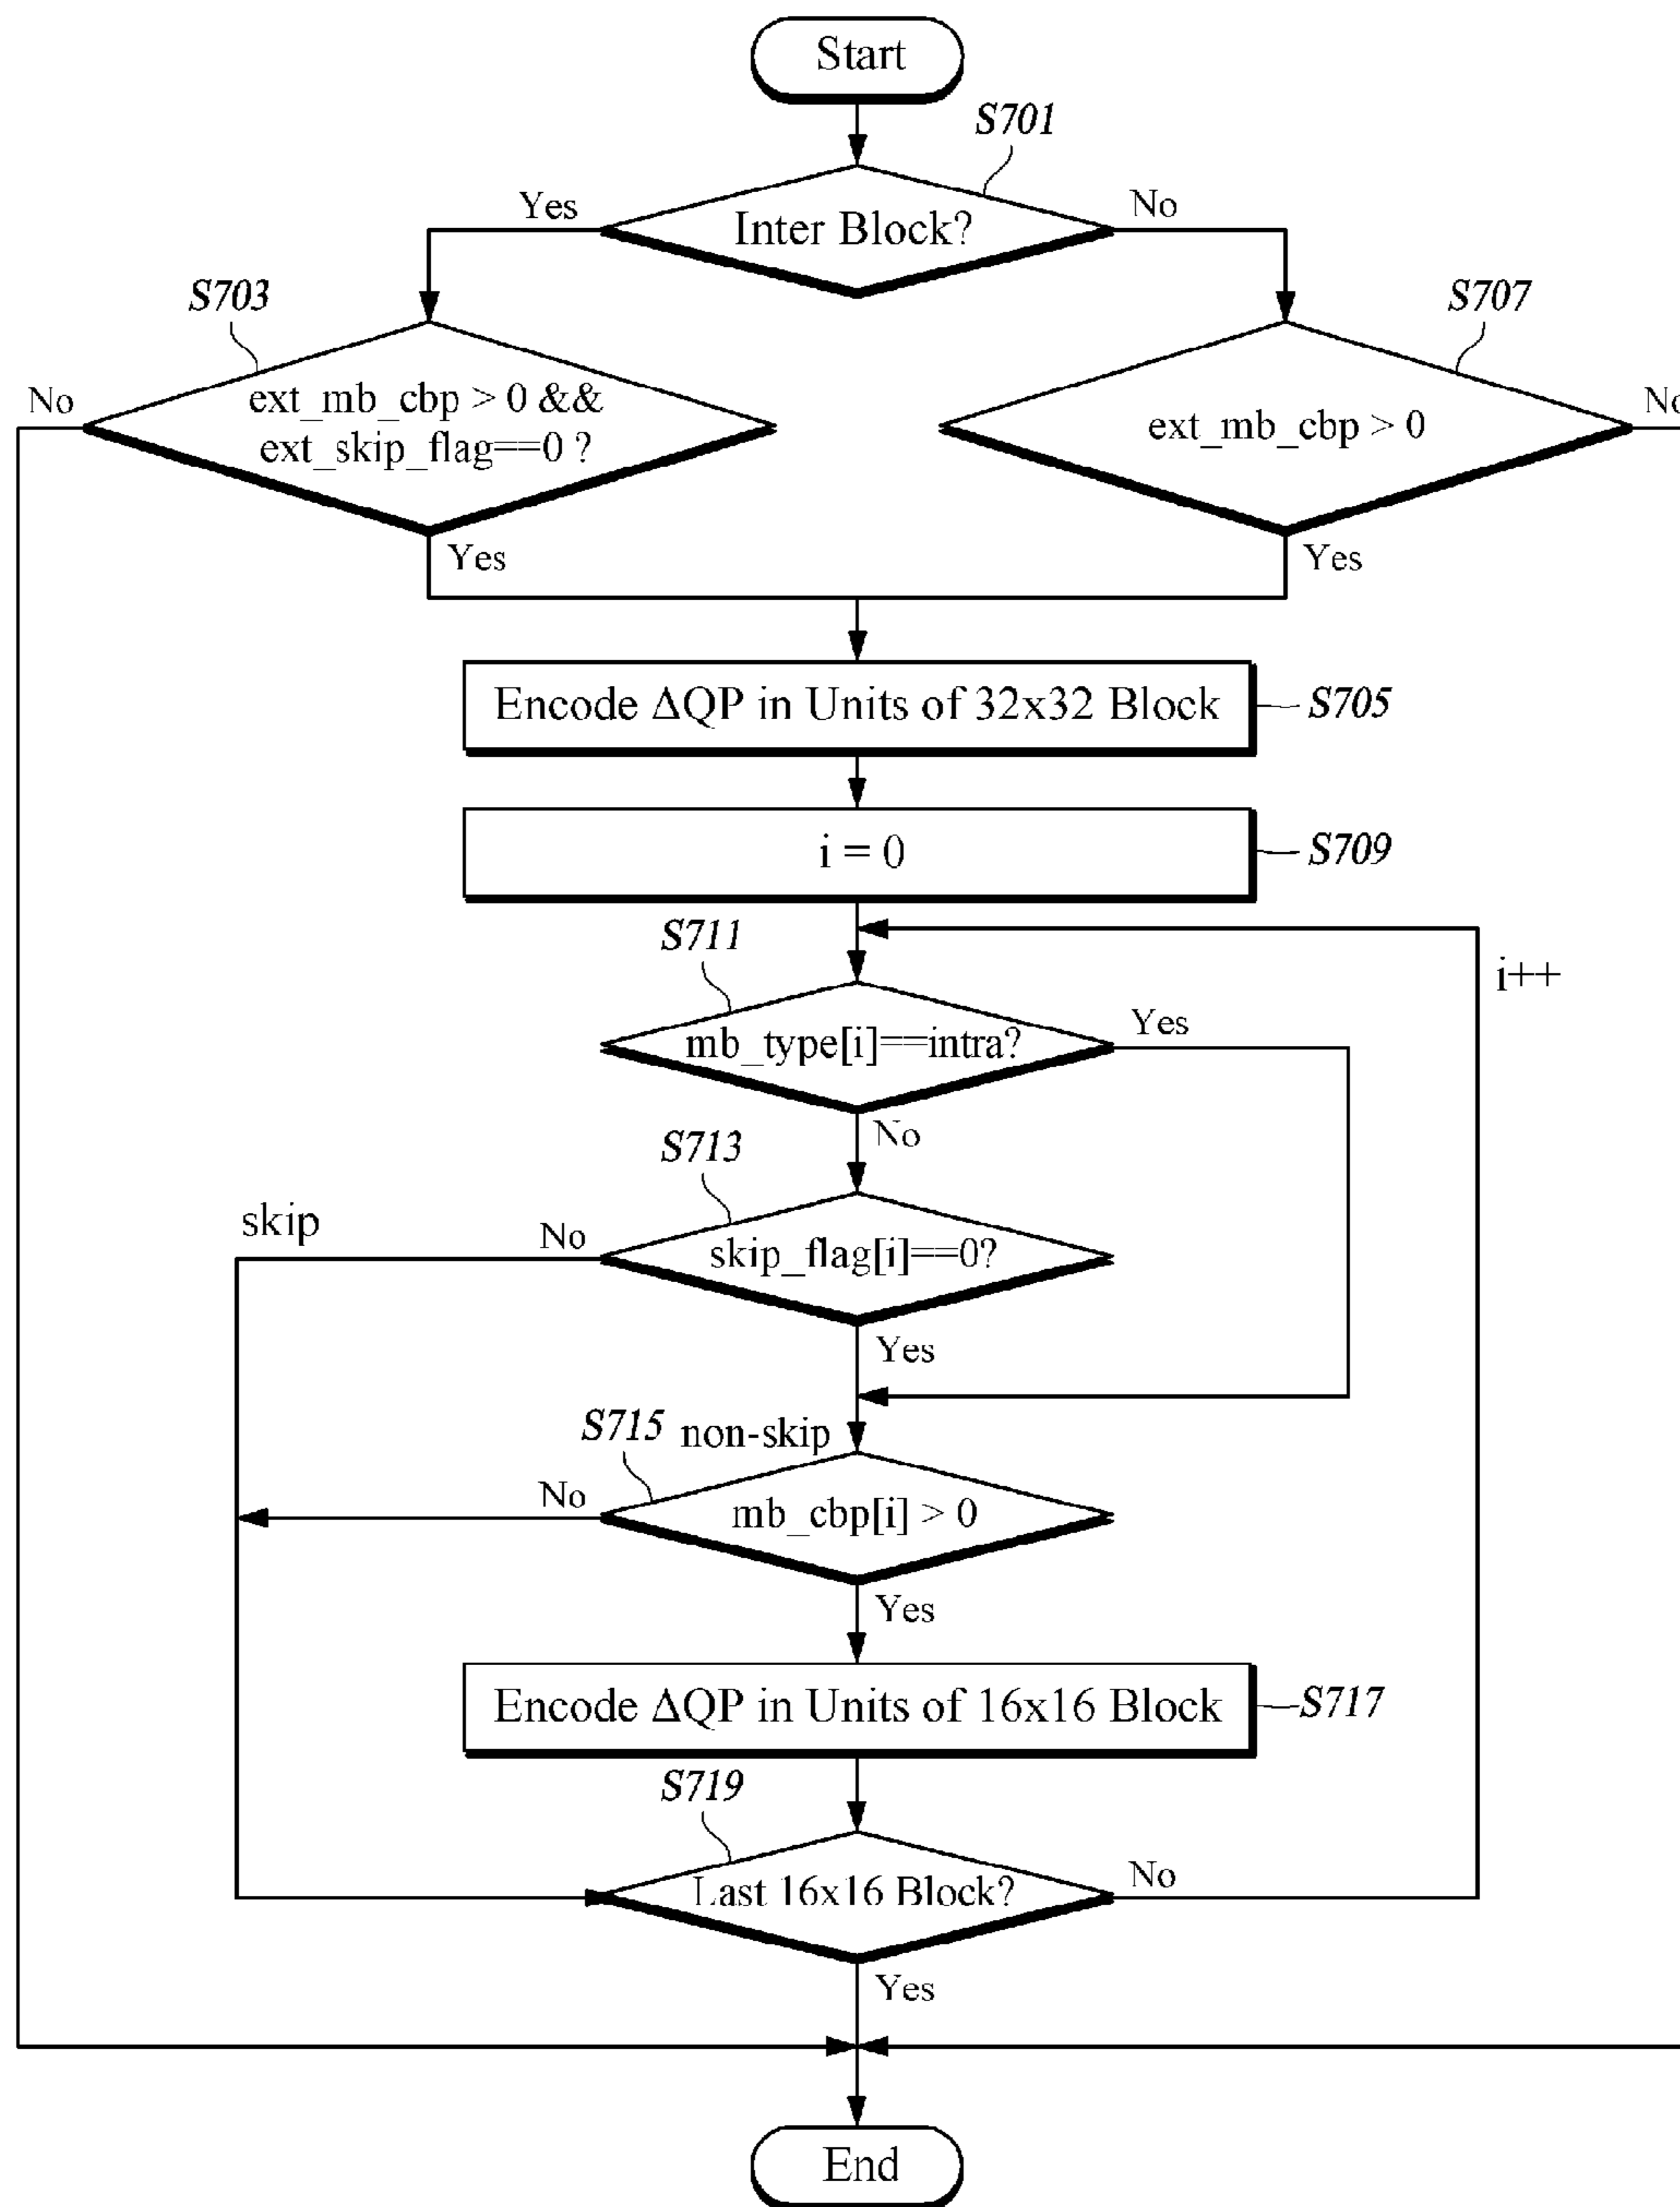 Start
S701
Yes
Inter Block?
No
S703
S707
No
ext_mb_cbp > 0 &&
ext_skip_flag==0 ?
ext_mb_cbp > 0
No
Yes
Yes
Encode ΔQP in Units of 32x32 Block
S705
i = 0
S709
S711
i++
mb_type[i]==intra?
Yes
No
S713
skip
No
skip_flag[i]==0?
Yes
S715
non-skip
No
mb_cbp[i] > 0
Yes
Encode ΔQP in Units of 16x16 Block
S717
S719
Last 16x16 Block?
No
Yes
End